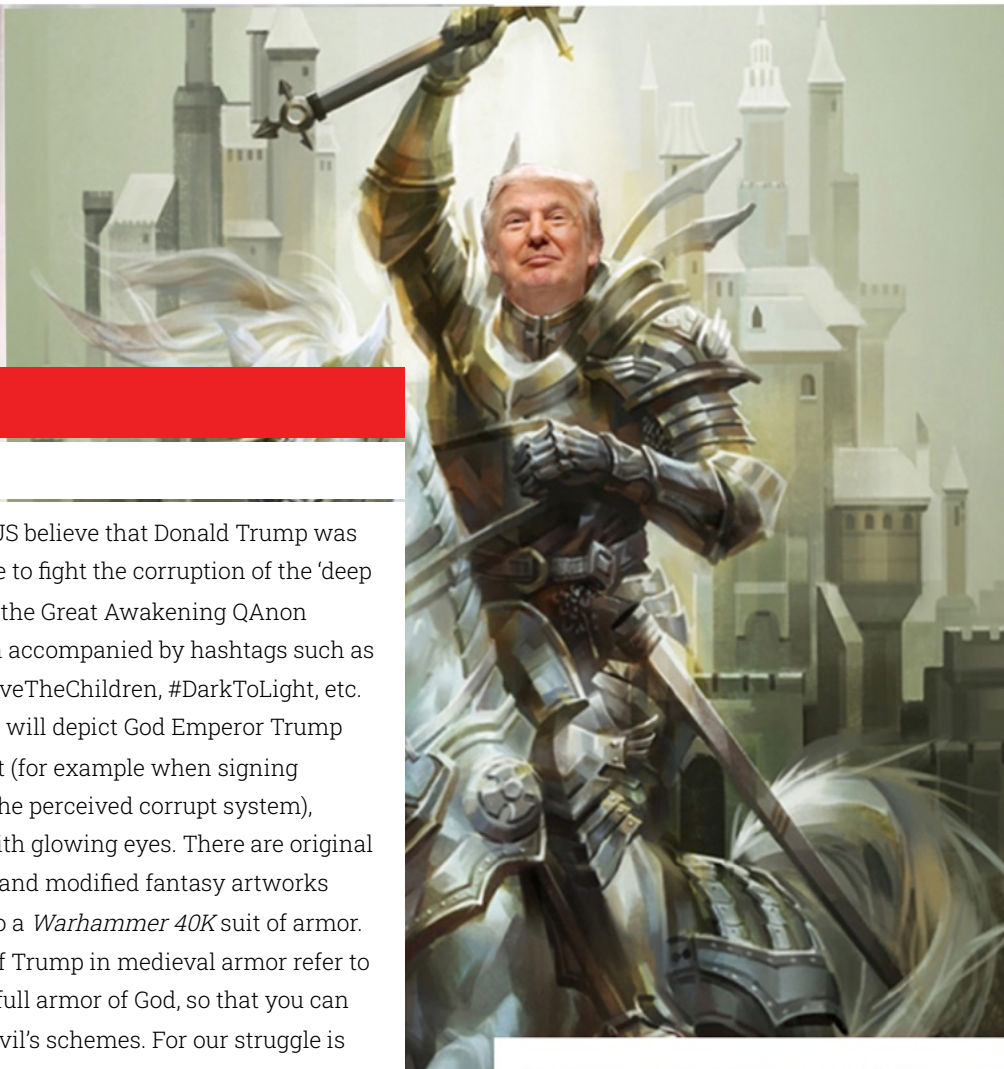 US believe that Donald Trump was
e to fight the corruption of the ‘deep
the Great Awakening QAnon
accompanied by hashtags such as
veTheChildren, #DarkToLight, etc.
will depict God Emperor Trump
t (for example when signing
he perceived corrupt system),
ith glowing eyes. There are original
and modified fantasy artworks
o a Warhammer 40K suit of armor.
f Trump in medieval armor refer to
full armor of God, so that you can
vil’s schemes. For our struggle is